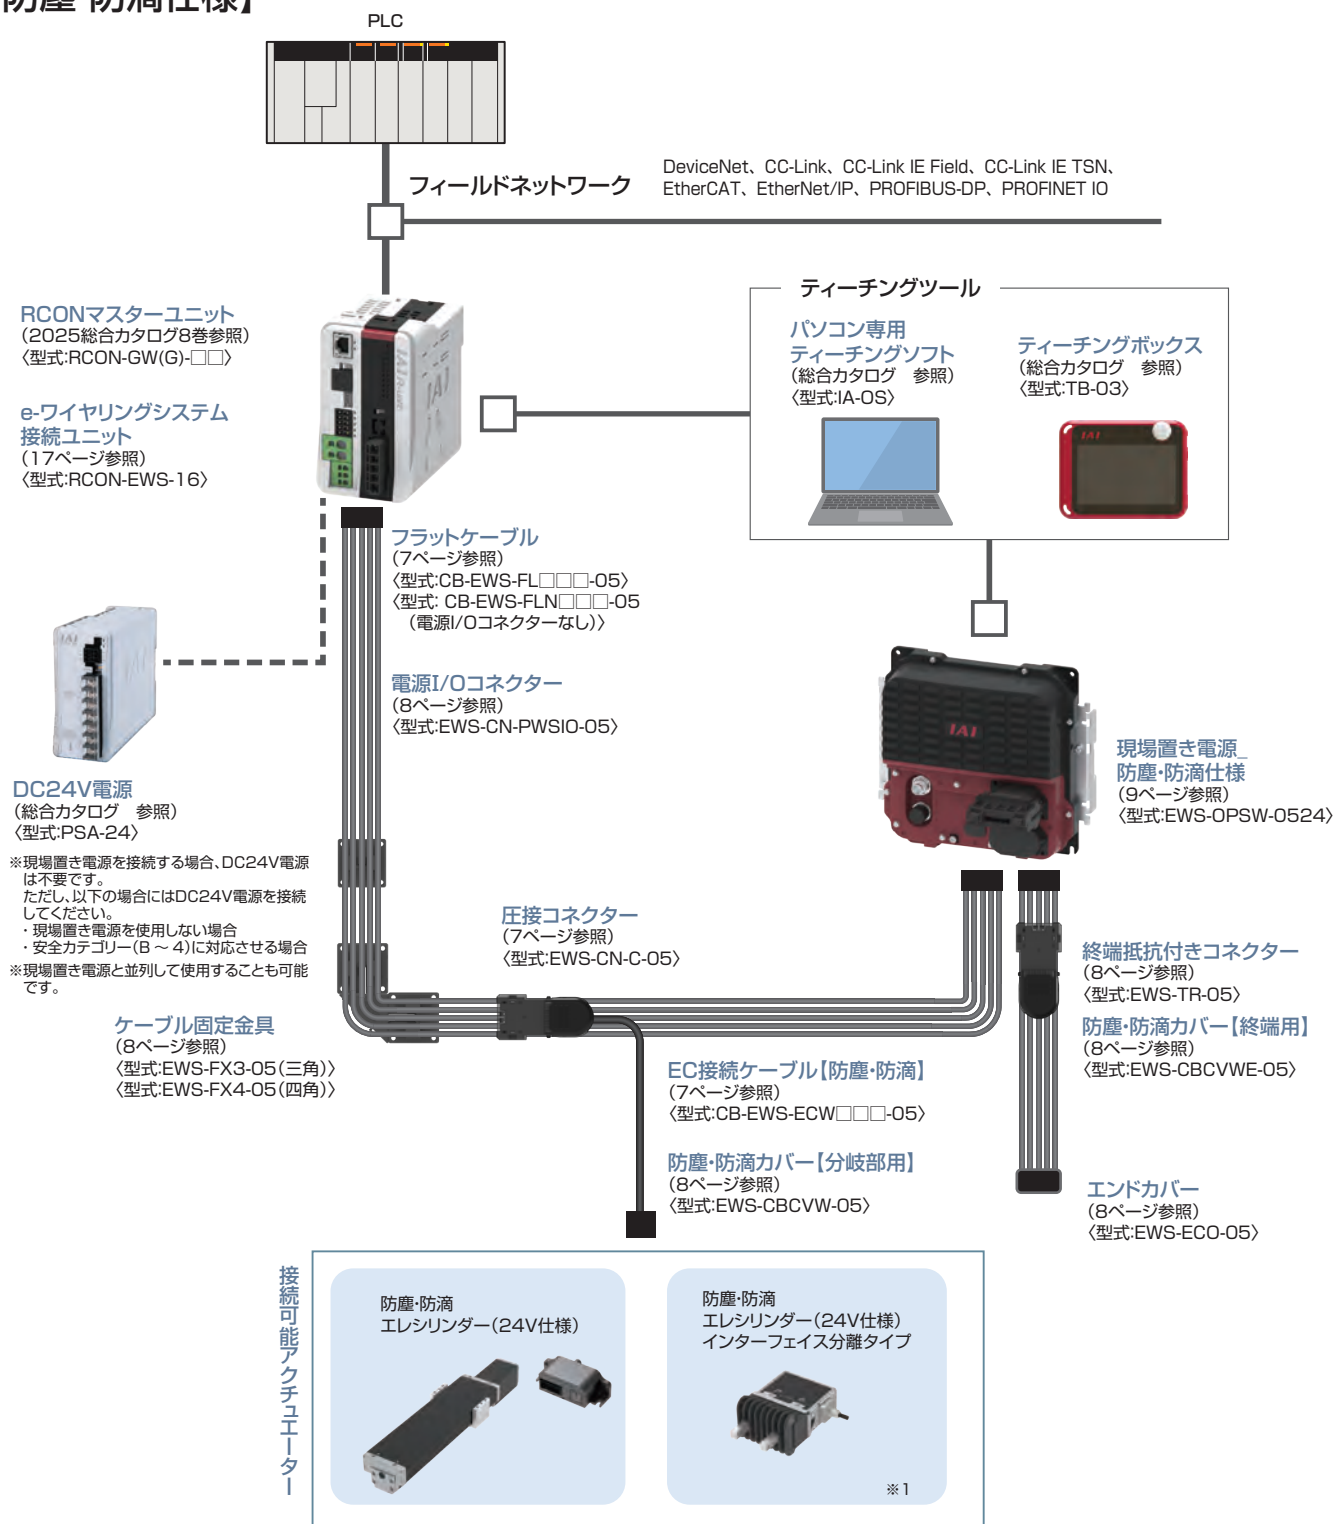 防塵・防滴仕様】
PLC
フィールドネットワーク
DeviceNet、CC-Link、CC-Link IE Field、CC-Link IE TSN、
EtherCAT、EtherNet/IP、PROFIBUS-DP、PROFINET IO
RCONマスターユニット
(2025総合カタログ8巻参照)
〈型式:RCON-GW(G)-□□〉
e-ワイヤリングシステム
接続ユニット
(17ページ参照)
〈型式:RCON-EWS-16〉
ティーチングツール
パソコン専用
ティーチングソフト
(総合カタログ　参照)
〈型式:IA-OS〉
ティーチングボックス
(総合カタログ　参照)
〈型式:TB-03〉
IAI
フラットケーブル
(7ページ参照)
〈型式:CB-EWS-FL□□□-05〉
〈型式: CB-EWS-FLN□□□-05
(電源I/Oコネクターなし)〉
電源I/Oコネクター
(8ページ参照)
〈型式:EWS-CN-PWSIO-05〉
IAI
DC24V電源
(総合カタログ　参照)
〈型式:PSA-24〉
※現場置き電源を接続する場合、DC24V電源
は不要です。
ただし、以下の場合にはDC24V電源を接続
してください。
・現場置き電源を使用しない場合
・安全カテゴリー(B ～ 4)に対応させる場合
※現場置き電源と並列して使用することも可能
です。
IAI
現場置き電源_
防塵・防滴仕様
(9ページ参照)
〈型式:EWS-OPSW-0524〉
圧接コネクター
(7ページ参照)
〈型式:EWS-CN-C-05〉
終端抵抗付きコネクター
(8ページ参照)
〈型式:EWS-TR-05〉
防塵・防滴カバー【終端用】
(8ページ参照)
〈型式:EWS-CBCVWE-05〉
ケーブル固定金具
(8ページ参照)
〈型式:EWS-FX3-05(三角)〉
〈型式:EWS-FX4-05(四角)〉
EC接続ケーブル【防塵・防滴】
(7ページ参照)
〈型式:CB-EWS-ECW□□□-05〉
防塵・防滴カバー【分岐部用】
(8ページ参照)
〈型式:EWS-CBCVW-05〉
エンドカバー
(8ページ参照)
〈型式:EWS-ECO-05〉
接続可能アクチュエーター
防塵・防滴
エレシリンダー(24V仕様)
防塵・防滴
エレシリンダー(24V仕様)
インターフェイス分離タイプ
※1